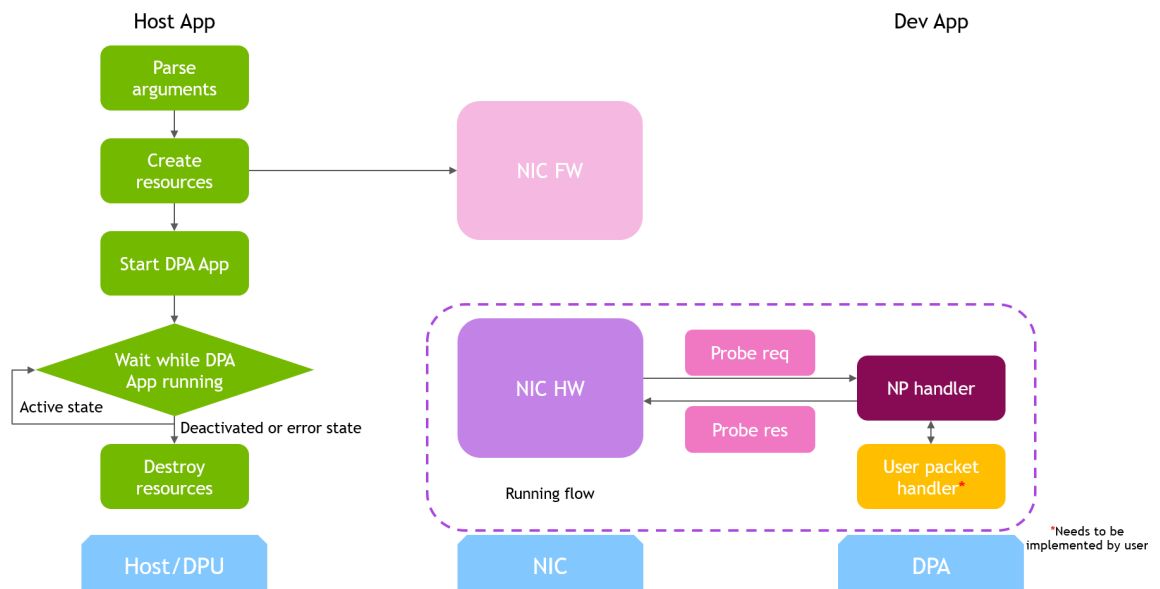 Host App
Dev App
Parse
arguments
Create
resources
NIC FW
Start DPA App
Wait while DPA
App running
Active state
Deactivated or error state
Destroy
resources
NIC HW
Probe req
Probe res
NP handler
User packet
handler*
Running flow
*Needs to be
implemented by user
Host/DPU
NIC
DPA